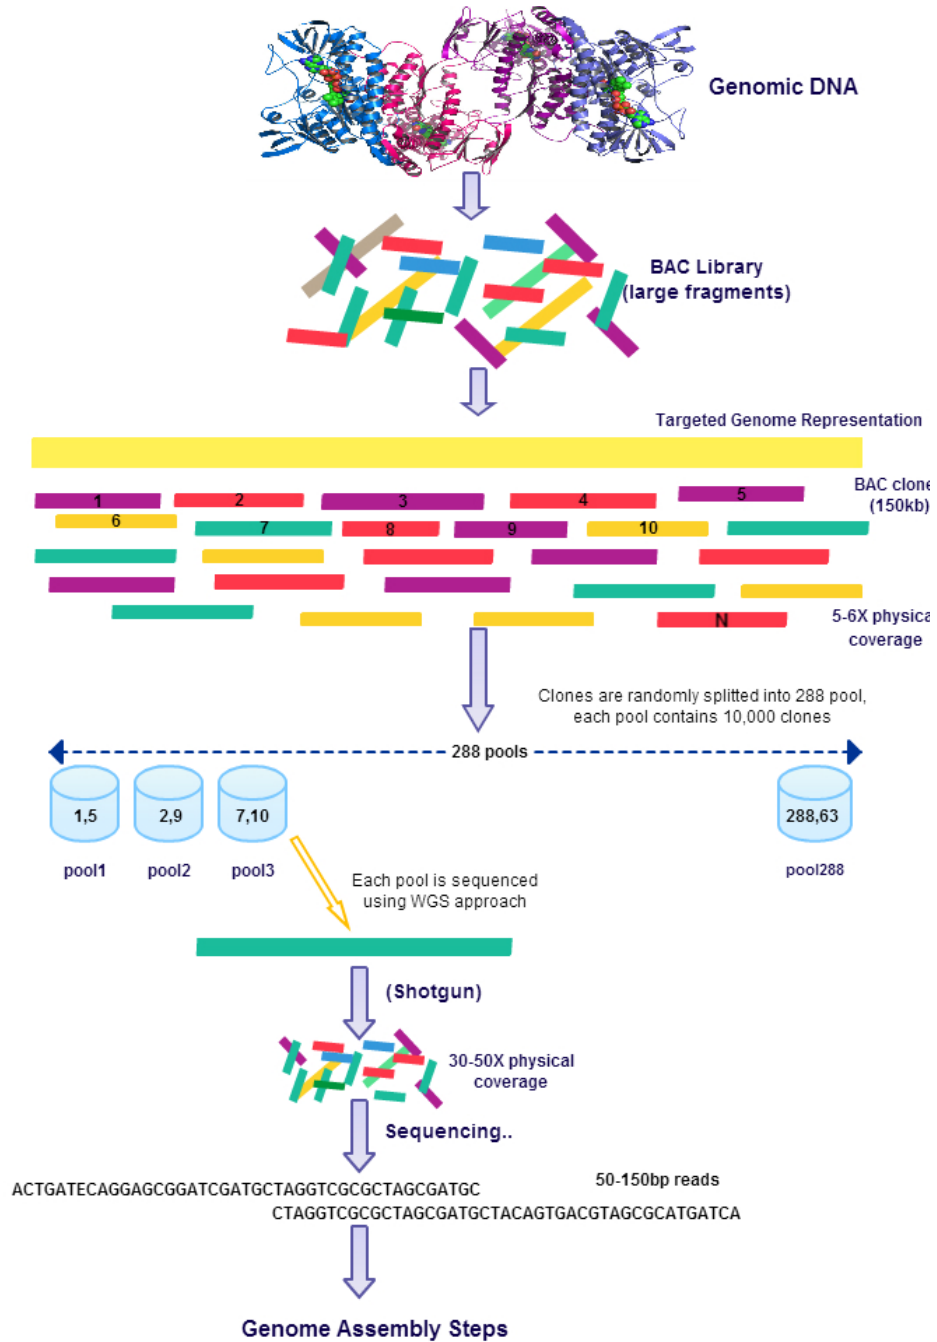 Genomic DNA
BAC Library
(large fragments)
Targeted Genome Representation
BAC clone
(150kb)
1 2 3 4 5
6 7 8 9 10
N
5-6X physical
coverage
Clones are randomly splitted into 288 pool,
each pool contains 10,000 clones
288 pools
1,5 2,9 7,10 288,63
pool1 pool2 pool3 pool288
Each pool is sequenced
using WGS approach
(Shotgun)
30-50X physical
coverage
Sequencing..
50-150bp reads
ACTGATECAGGAGCGGATCGATGCTAGGTCGCGCTAGCGATGC
CTAGGTCGCGCTAGCGATGCTACAGTGACGTAGCGCATGATCA
Genome Assembly Steps